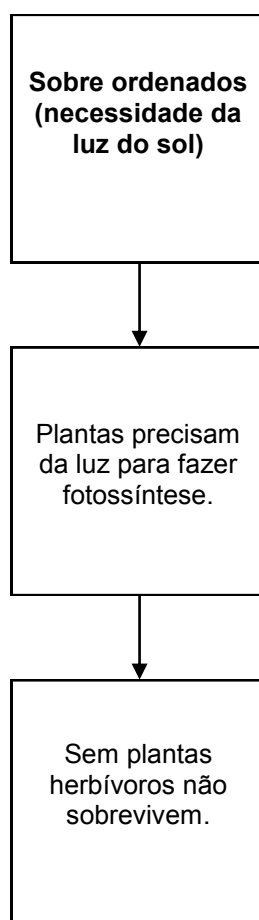 Sobre ordenados
(necessidade da
luz do sol)
Plantas precisam
da luz para fazer
fotossíntese.
Sem plantas
herbívoros não
sobrevivem.